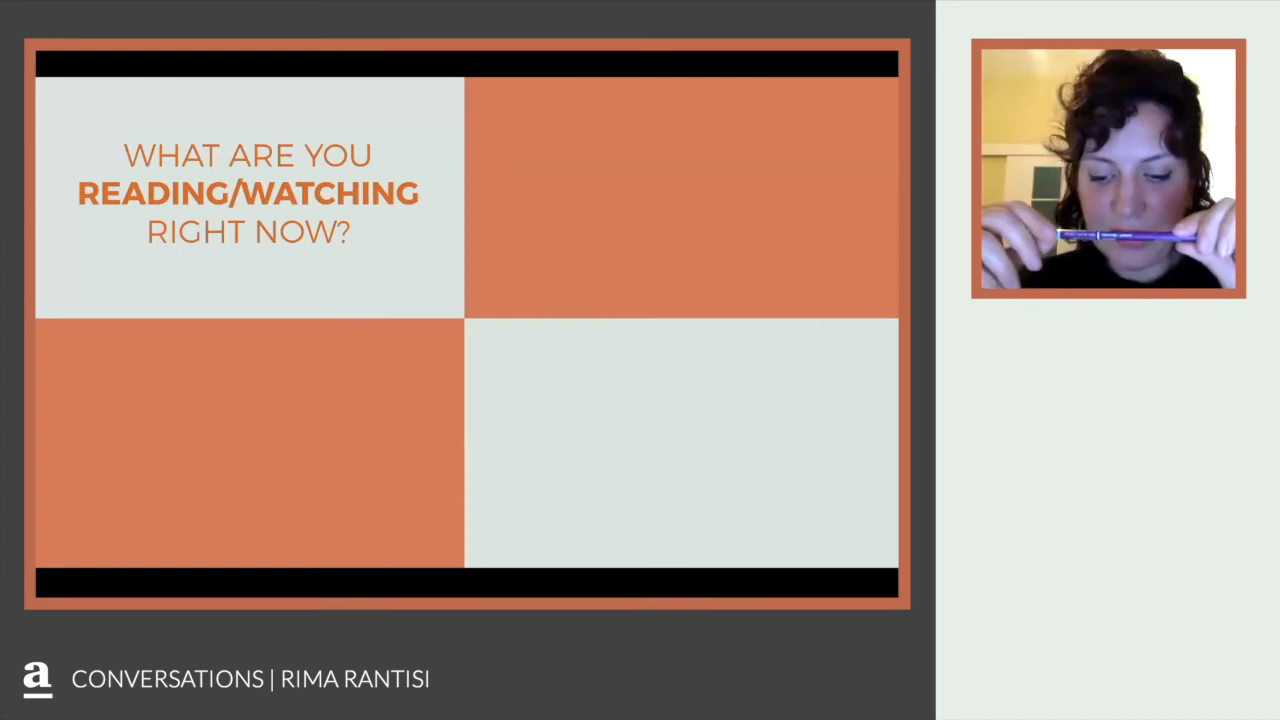 WHAT ARE YOU
READING/WATCHING
RIGHT NOW?
a
CONVERSATIONS | RIMA RANTISI